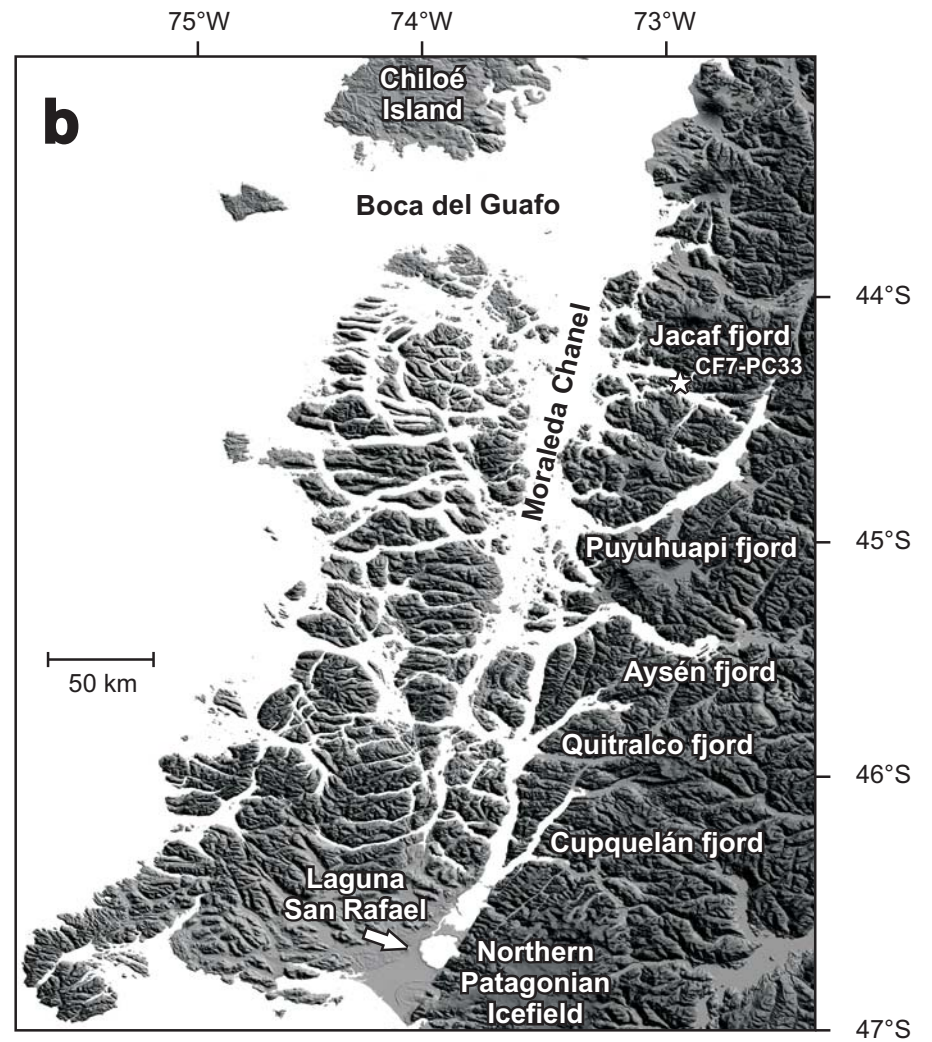 75°W 74°W 73°W
b
Chiloé
Island
Boca del Guafo
44°S
Moraleda Chanel
Jacaf fjord
CF7-PC33
45°S
Puyuhuapi fjord
50 km
Aysén fjord
Quitralco fjord
46°S
Cupquelán fjord
Laguna
San Rafael
Northern
Patagonian
Icefield
47°S